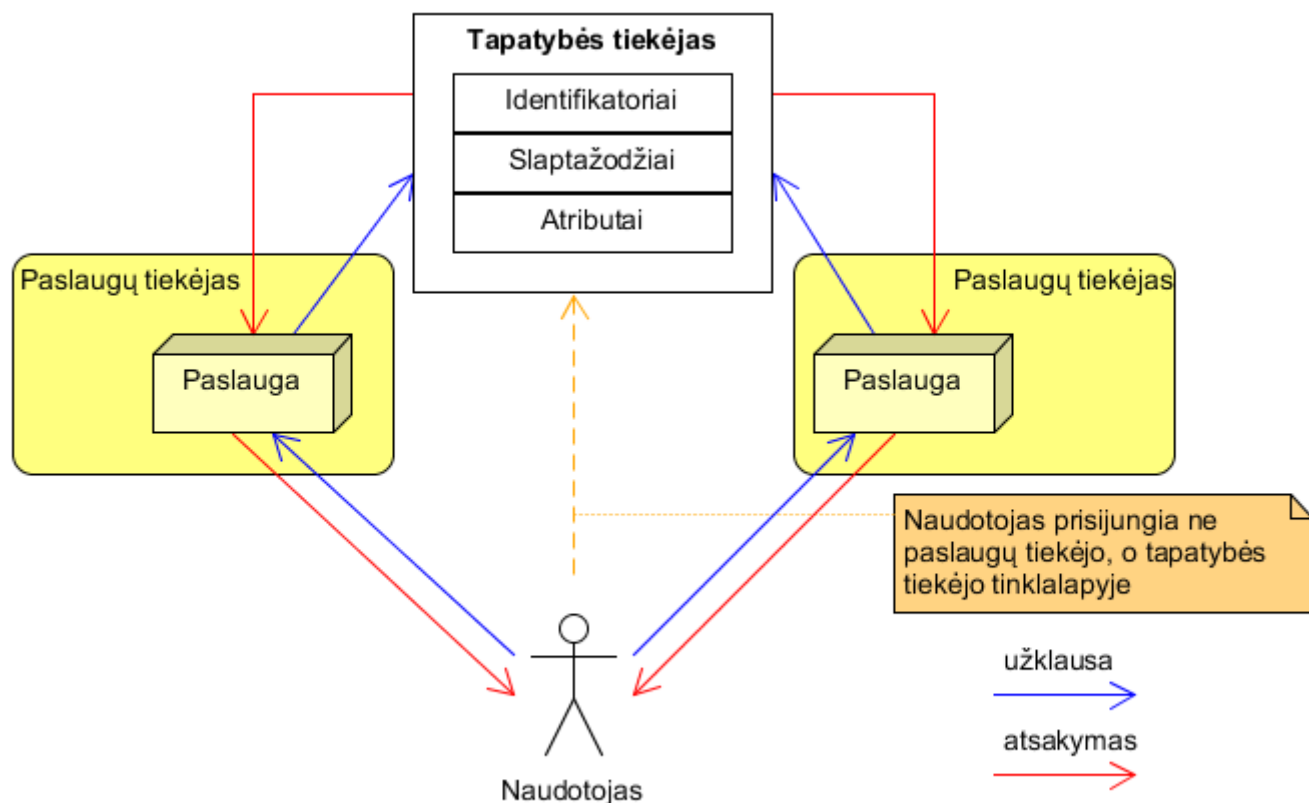 Tapatybės tiekėjas
Identifikatoriai
Slaptažodžiai
Atributai
Paslaugų tiekėjas
Paslauga
Paslaugų tiekėjas
Paslauga
Naudotojas prisijungia ne
paslaugų tiekėjo, o tapatybės
tiekėjo tinklalapyje
užklausa
atsakymas
Naudotojas